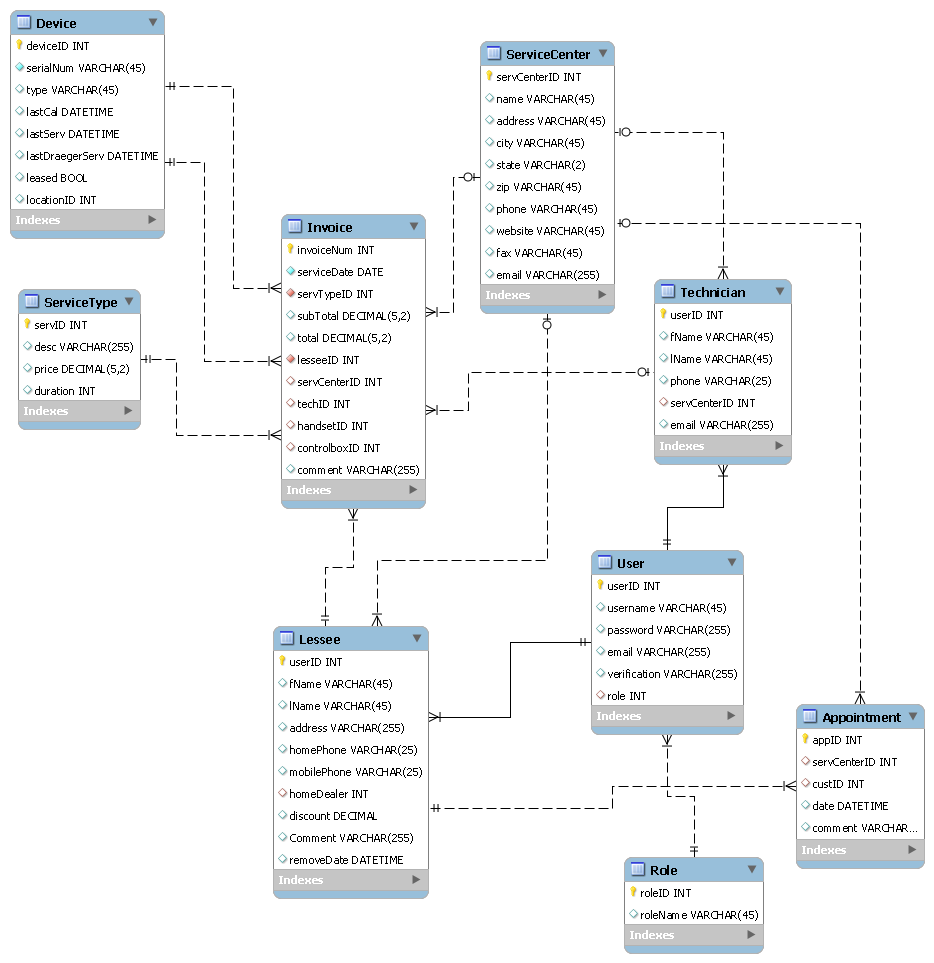 Device
deviceID INT
serialNum VARCHAR(45)
type VARCHAR(45)
lastCal DATETIME
lastServ DATETIME
lastDraegerServ DATETIME
leased BOOL
locationID INT
Indexes
ServiceType
servID INT
desc VARCHAR(255)
price DECIMAL(5,2)
duration INT
Indexes
Invoice
invoiceNum INT
serviceDate DATE
servTypeID INT
subTotal DECIMAL(5,2)
total DECIMAL(5,2)
lesseeID INT
servCenterID INT
techID INT
handsetID INT
controlboxID INT
comment VARCHAR(255)
Indexes
ServiceCenter
servCenterID INT
name VARCHAR(45)
address VARCHAR(45)
city VARCHAR(45)
state VARCHAR(2)
zip VARCHAR(45)
phone VARCHAR(45)
website VARCHAR(45)
fax VARCHAR(45)
email VARCHAR(255)
Indexes
Technician
userID INT
fName VARCHAR(45)
lName VARCHAR(45)
phone VARCHAR(25)
servCenterID INT
email VARCHAR(255)
Indexes
User
userID INT
username VARCHAR(45)
password VARCHAR(255)
email VARCHAR(255)
verification VARCHAR(255)
role INT
Indexes
Lessee
userID INT
fName VARCHAR(45)
lName VARCHAR(45)
address VARCHAR(255)
homePhone VARCHAR(25)
mobilePhone VARCHAR(25)
homeDealer INT
discount DECIMAL
Comment VARCHAR(255)
removeDate DATETIME
Indexes
Appointment
appID INT
servCenterID INT
custID INT
date DATETIME
comment VARCHAR...
Indexes
Role
roleID INT
roleName VARCHAR(45)
Indexes